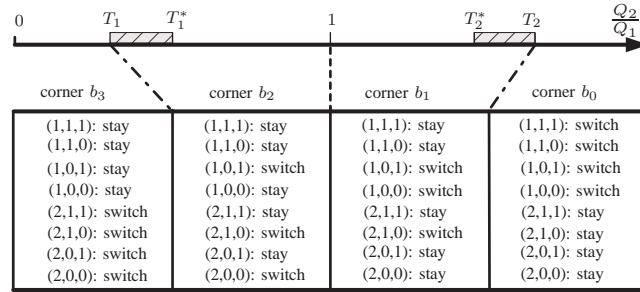 0 T1 T1* 1 T2* T2 Q2/Q1
corner b3 corner b2 corner b1 corner b0
(1,1,1): stay (1,1,1): stay (1,1,1): stay (1,1,1): switch
(1,1,0): stay (1,1,0): stay (1,1,0): stay (1,1,0): switch
(1,0,1): stay (1,0,1): switch (1,0,1): switch (1,0,1): switch
(1,0,0): stay (1,0,0): stay (1,0,0): switch (1,0,0): switch
(2,1,1): switch (2,1,1): stay (2,1,1): stay (2,1,1): stay
(2,1,0): switch (2,1,0): switch (2,1,0): switch (2,1,0): stay
(2,0,1): switch (2,0,1): stay (2,0,1): stay (2,0,1): stay
(2,0,0): switch (2,0,0): switch (2,0,0): stay (2,0,0): stay